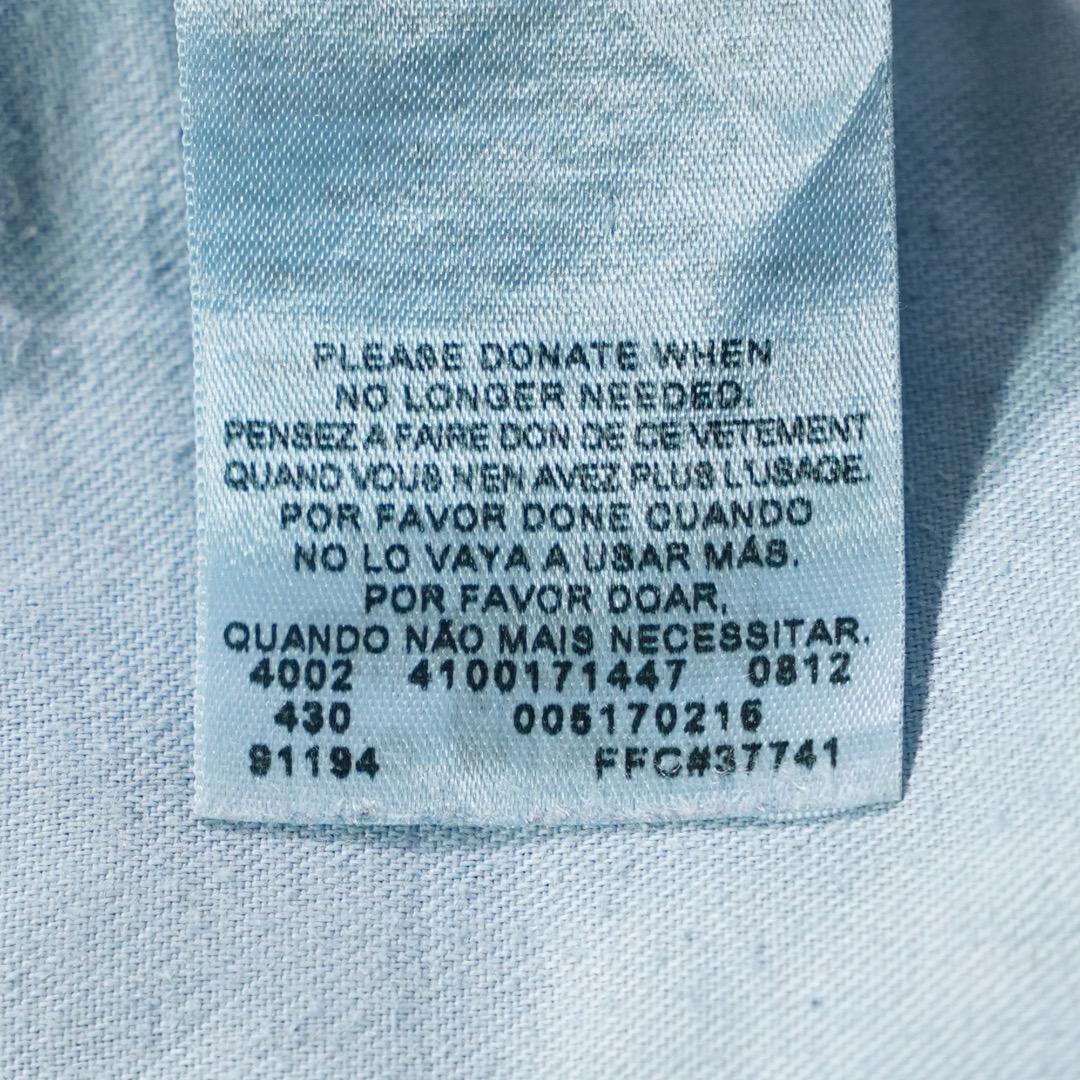 PLEASE DONATE WHEN
NO LONGER NEEDED.
PENSEZ A FAIRE DON DE CE VETEMENT
QUAND VOUS N'EN AVEZ PLUS L'USAGE.
POR FAVOR DONE CUANDO
NO LO VAYA A USAR MÁS.
POR FAVOR DOAR,
QUANDO NÃO MAIS NECESSITAR.
4002 4100171447 0812
430 005170216
91194 FFC#37741